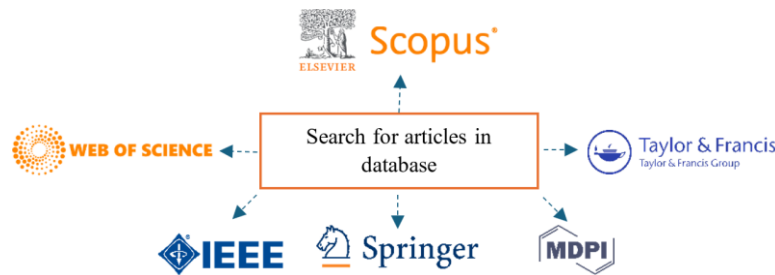 Scopus®
ELSEVIER
Search for articles in
database
WEB OF SCIENCE
Taylor & Francis
Taylor & Francis Group
IEEE
Springer
MDPI